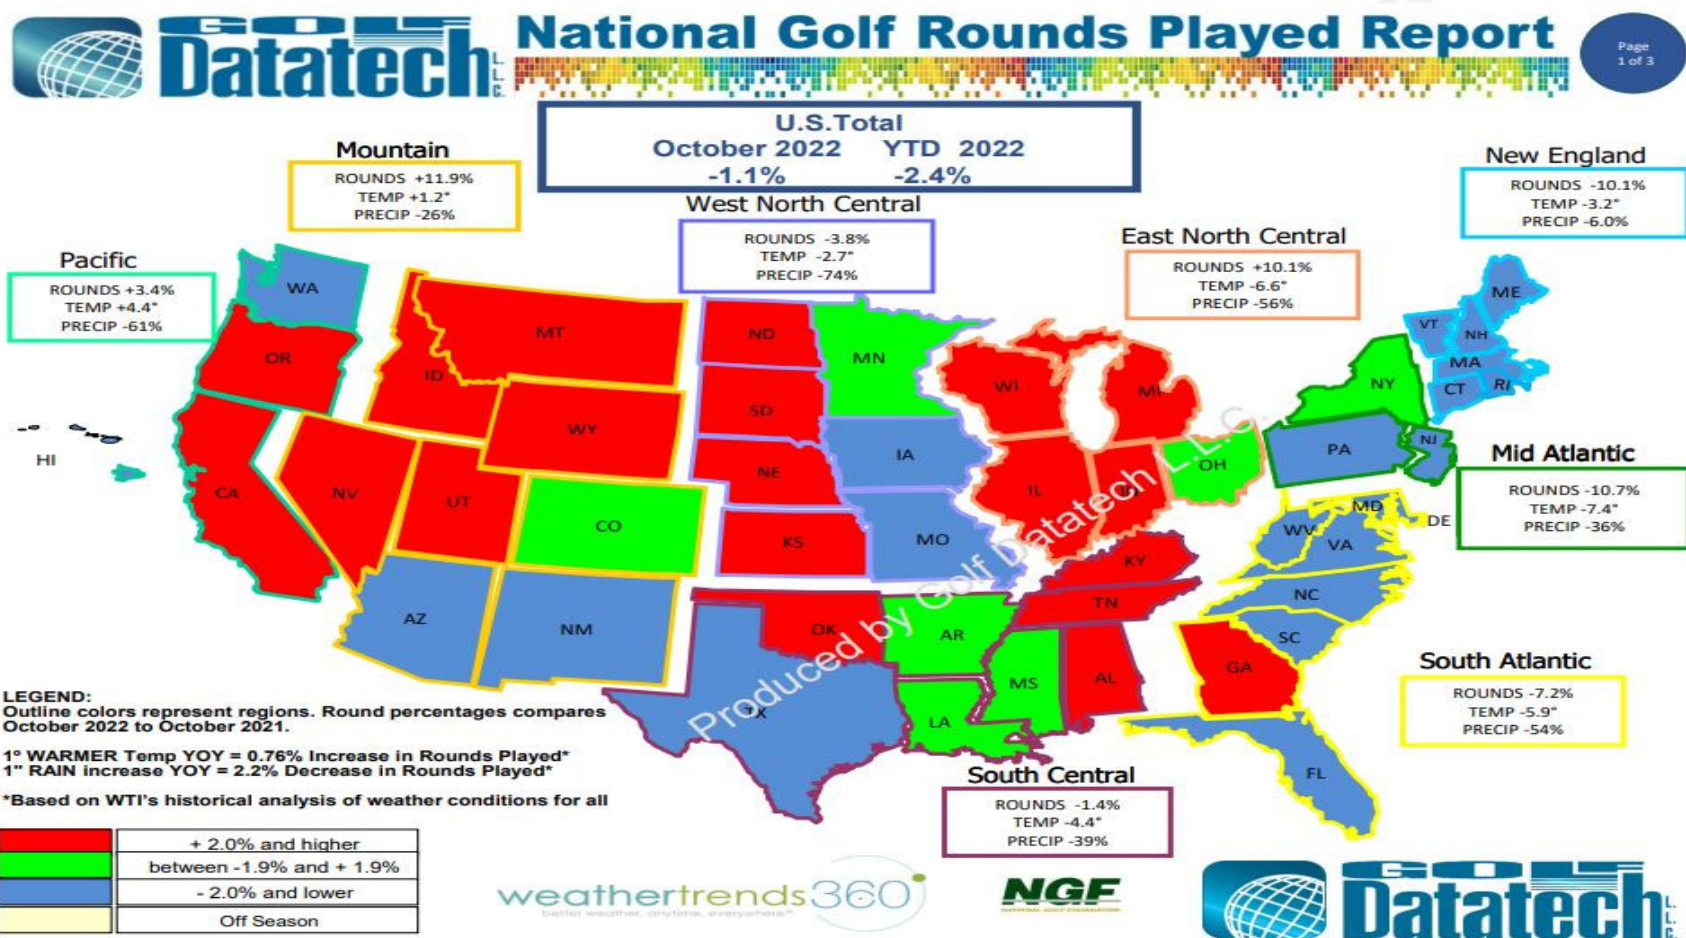 GOLF
Datatech
L.L.C.
National Golf Rounds Played Report
Page
1 of 3
U.S.Total
October 2022 YTD 2022
-1.1% -2.4%
Mountain
ROUNDS +11.9%
TEMP +1.2°
PRECIP -26%
New England
ROUNDS -10.1%
TEMP -3.2°
PRECIP -6.0%
West North Central
ROUNDS -3.8%
TEMP -2.7°
PRECIP -74%
East North Central
ROUNDS +10.1%
TEMP -6.6°
PRECIP -56%
Pacific
ROUNDS +3.4%
TEMP +4.4°
PRECIP -61%
WA
OR
MT
ID
WY
ND
SD
NE
MN
WI
MI
NY
ME
VT
NH
MA
CT
RI
HI
CA
NV
UT
CO
KS
IA
MO
IL
IN
OH
PA
NJ
Mid Atlantic
ROUNDS -10.7%
TEMP -7.4°
PRECIP -36%
MD
DE
WV
VA
KY
TN
NC
SC
AZ
NM
OK
AR
TX
LA
MS
AL
GA
FL
South Atlantic
ROUNDS -7.2%
TEMP -5.9°
PRECIP -54%
South Central
ROUNDS -1.4%
TEMP -4.4°
PRECIP -39%
Produced by Golf Datatech L.L.C.
LEGEND:
Outline colors represent regions. Round percentages compares
October 2022 to October 2021.
1º WARMER Temp YOY = 0.76% Increase in Rounds Played*
1" RAIN increase YOY = 2.2% Decrease in Rounds Played*
*Based on WTI's historical analysis of weather conditions for all
+ 2.0% and higher
between -1.9% and + 1.9%
- 2.0% and lower
Off Season
weathertrends360°
better weather, anytime, everywhere®
NGF
NATIONAL GOLF FOUNDATION
GOLF
Datatech
L.L.C.